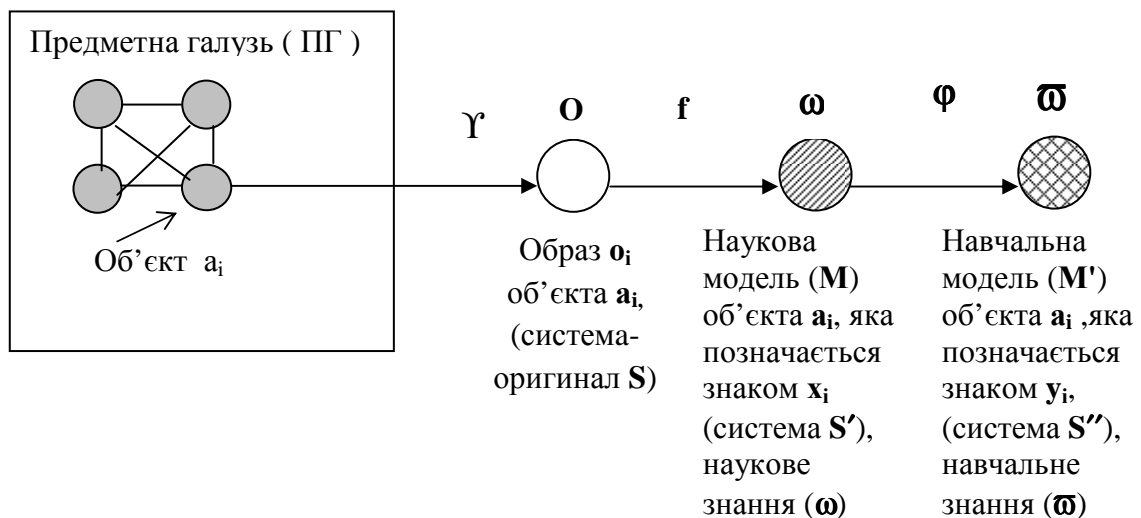 Предметна галузь ( ПГ )
ϒ O f ω φ ϖ
Об’єкт aᵢ
Образ oᵢ
об’єкта aᵢ,
(система-
оригинал S)
Наукова
модель (M)
об’єкта aᵢ, яка
позначається
знаком xᵢ
(система S′),
наукове
знання (ω)
Навчальна
модель (M')
об’єкта aᵢ ,яка
позначається
знаком yᵢ,
(система S″),
навчальне
знання (ϖ)